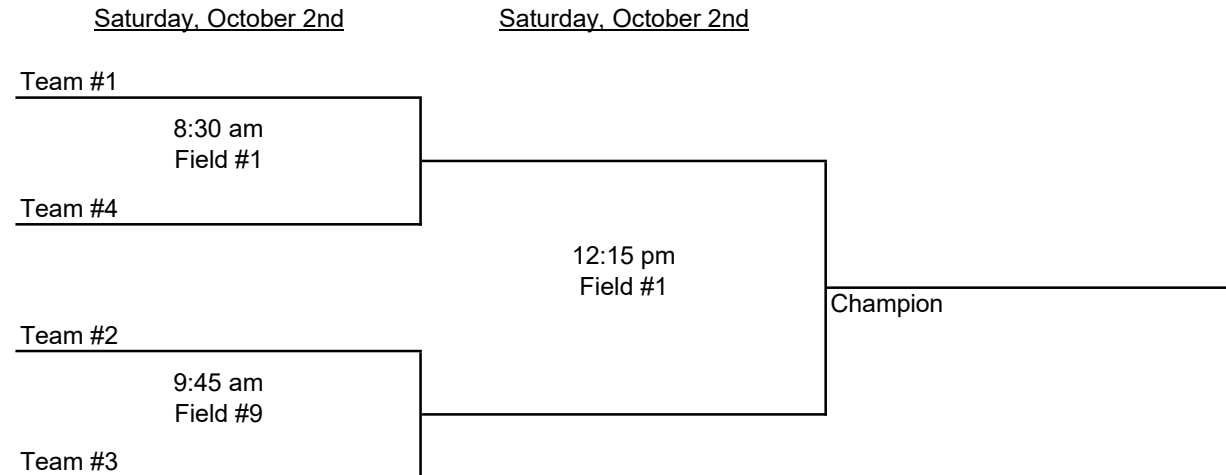 Saturday, October 2nd
Saturday, October 2nd
Team #1
8:30 am
Field #1
Team #4
12:15 pm
Field #1
Champion
Team #2
9:45 am
Field #9
Team #3